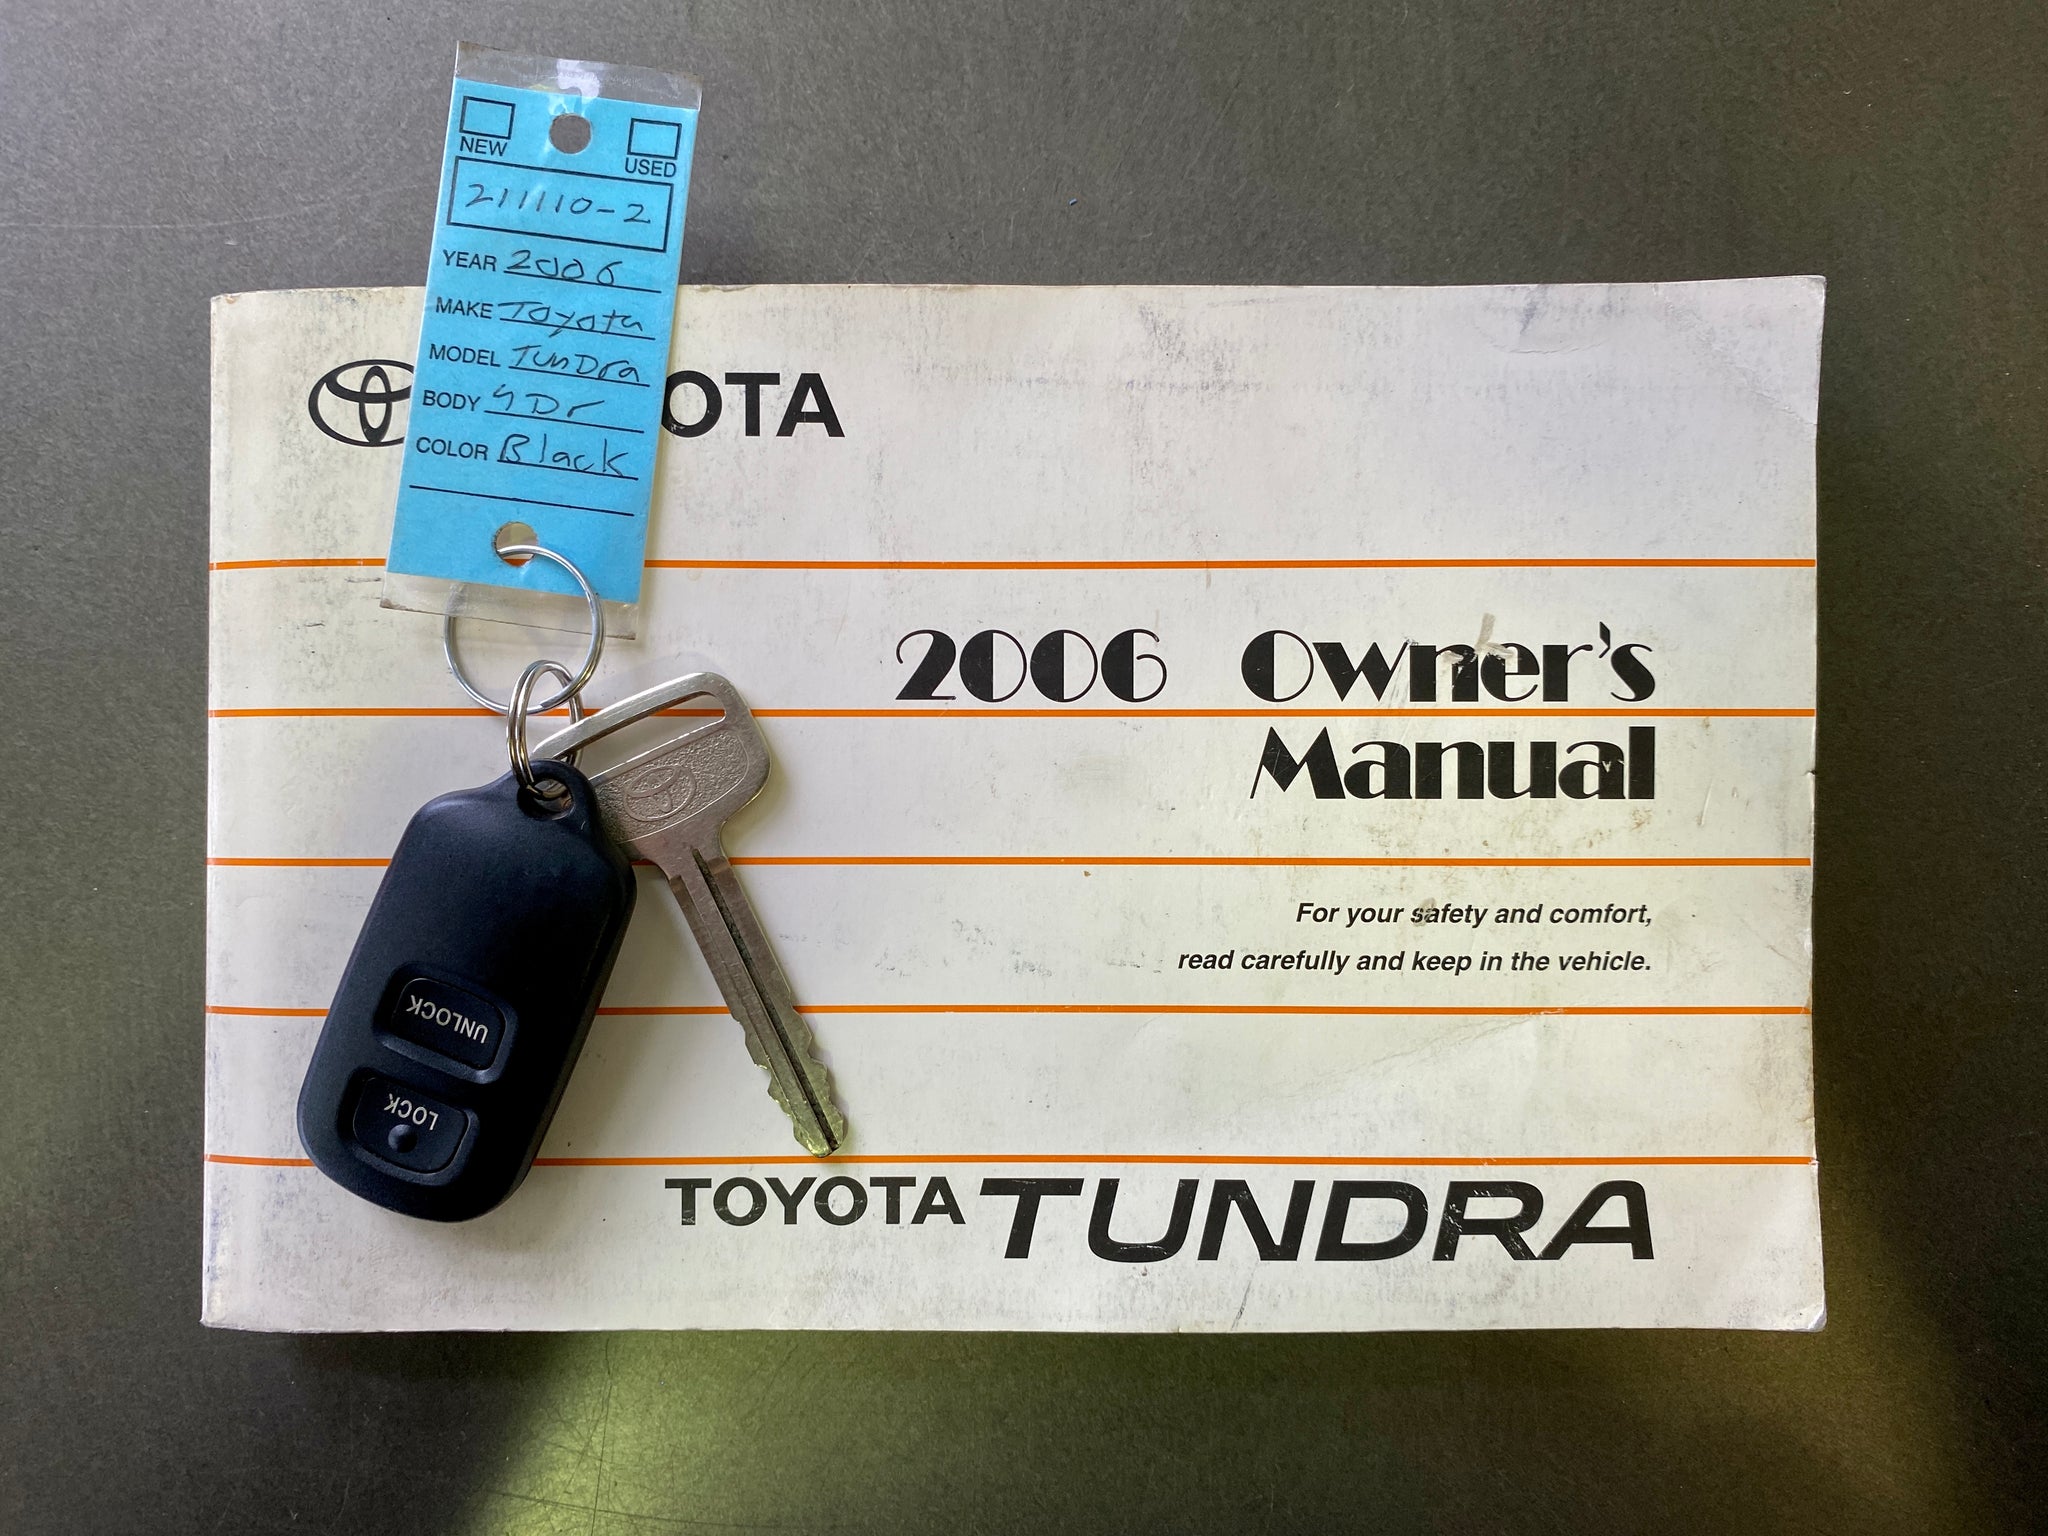 NEW USED
211110-2
YEAR 2006
MAKE Toyota
MODEL TunDra
BODY 4Dr
COLOR Black
OTA
2006 Owner's
Manual
For your safety and comfort,
read carefully and keep in the vehicle.
UNLOCK
LOCK
TOYOTA TUNDRA